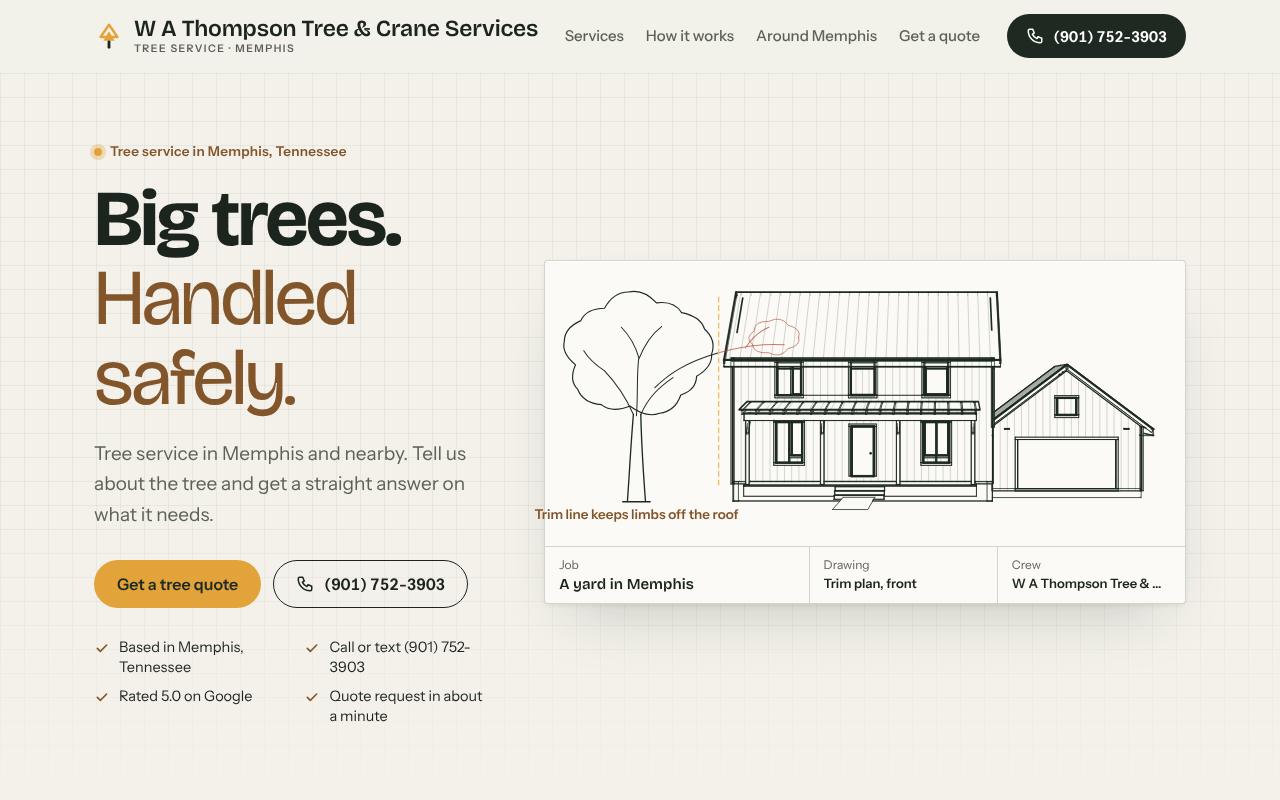 W A Thompson Tree & Crane Services
TREE SERVICE · MEMPHIS
Services
How it works
Around Memphis
Get a quote
(901) 752-3903
Tree service in Memphis, Tennessee
Big trees.
Handled
safely.
Tree service in Memphis and nearby. Tell us
about the tree and get a straight answer on
what it needs.
Get a tree quote
(901) 752-3903
Based in Memphis,
Tennessee
Call or text (901) 752-
3903
Rated 5.0 on Google
Quote request in about
a minute
Trim line keeps limbs off the roof
Job
A yard in Memphis
Drawing
Trim plan, front
Crew
W A Thompson Tree & ...